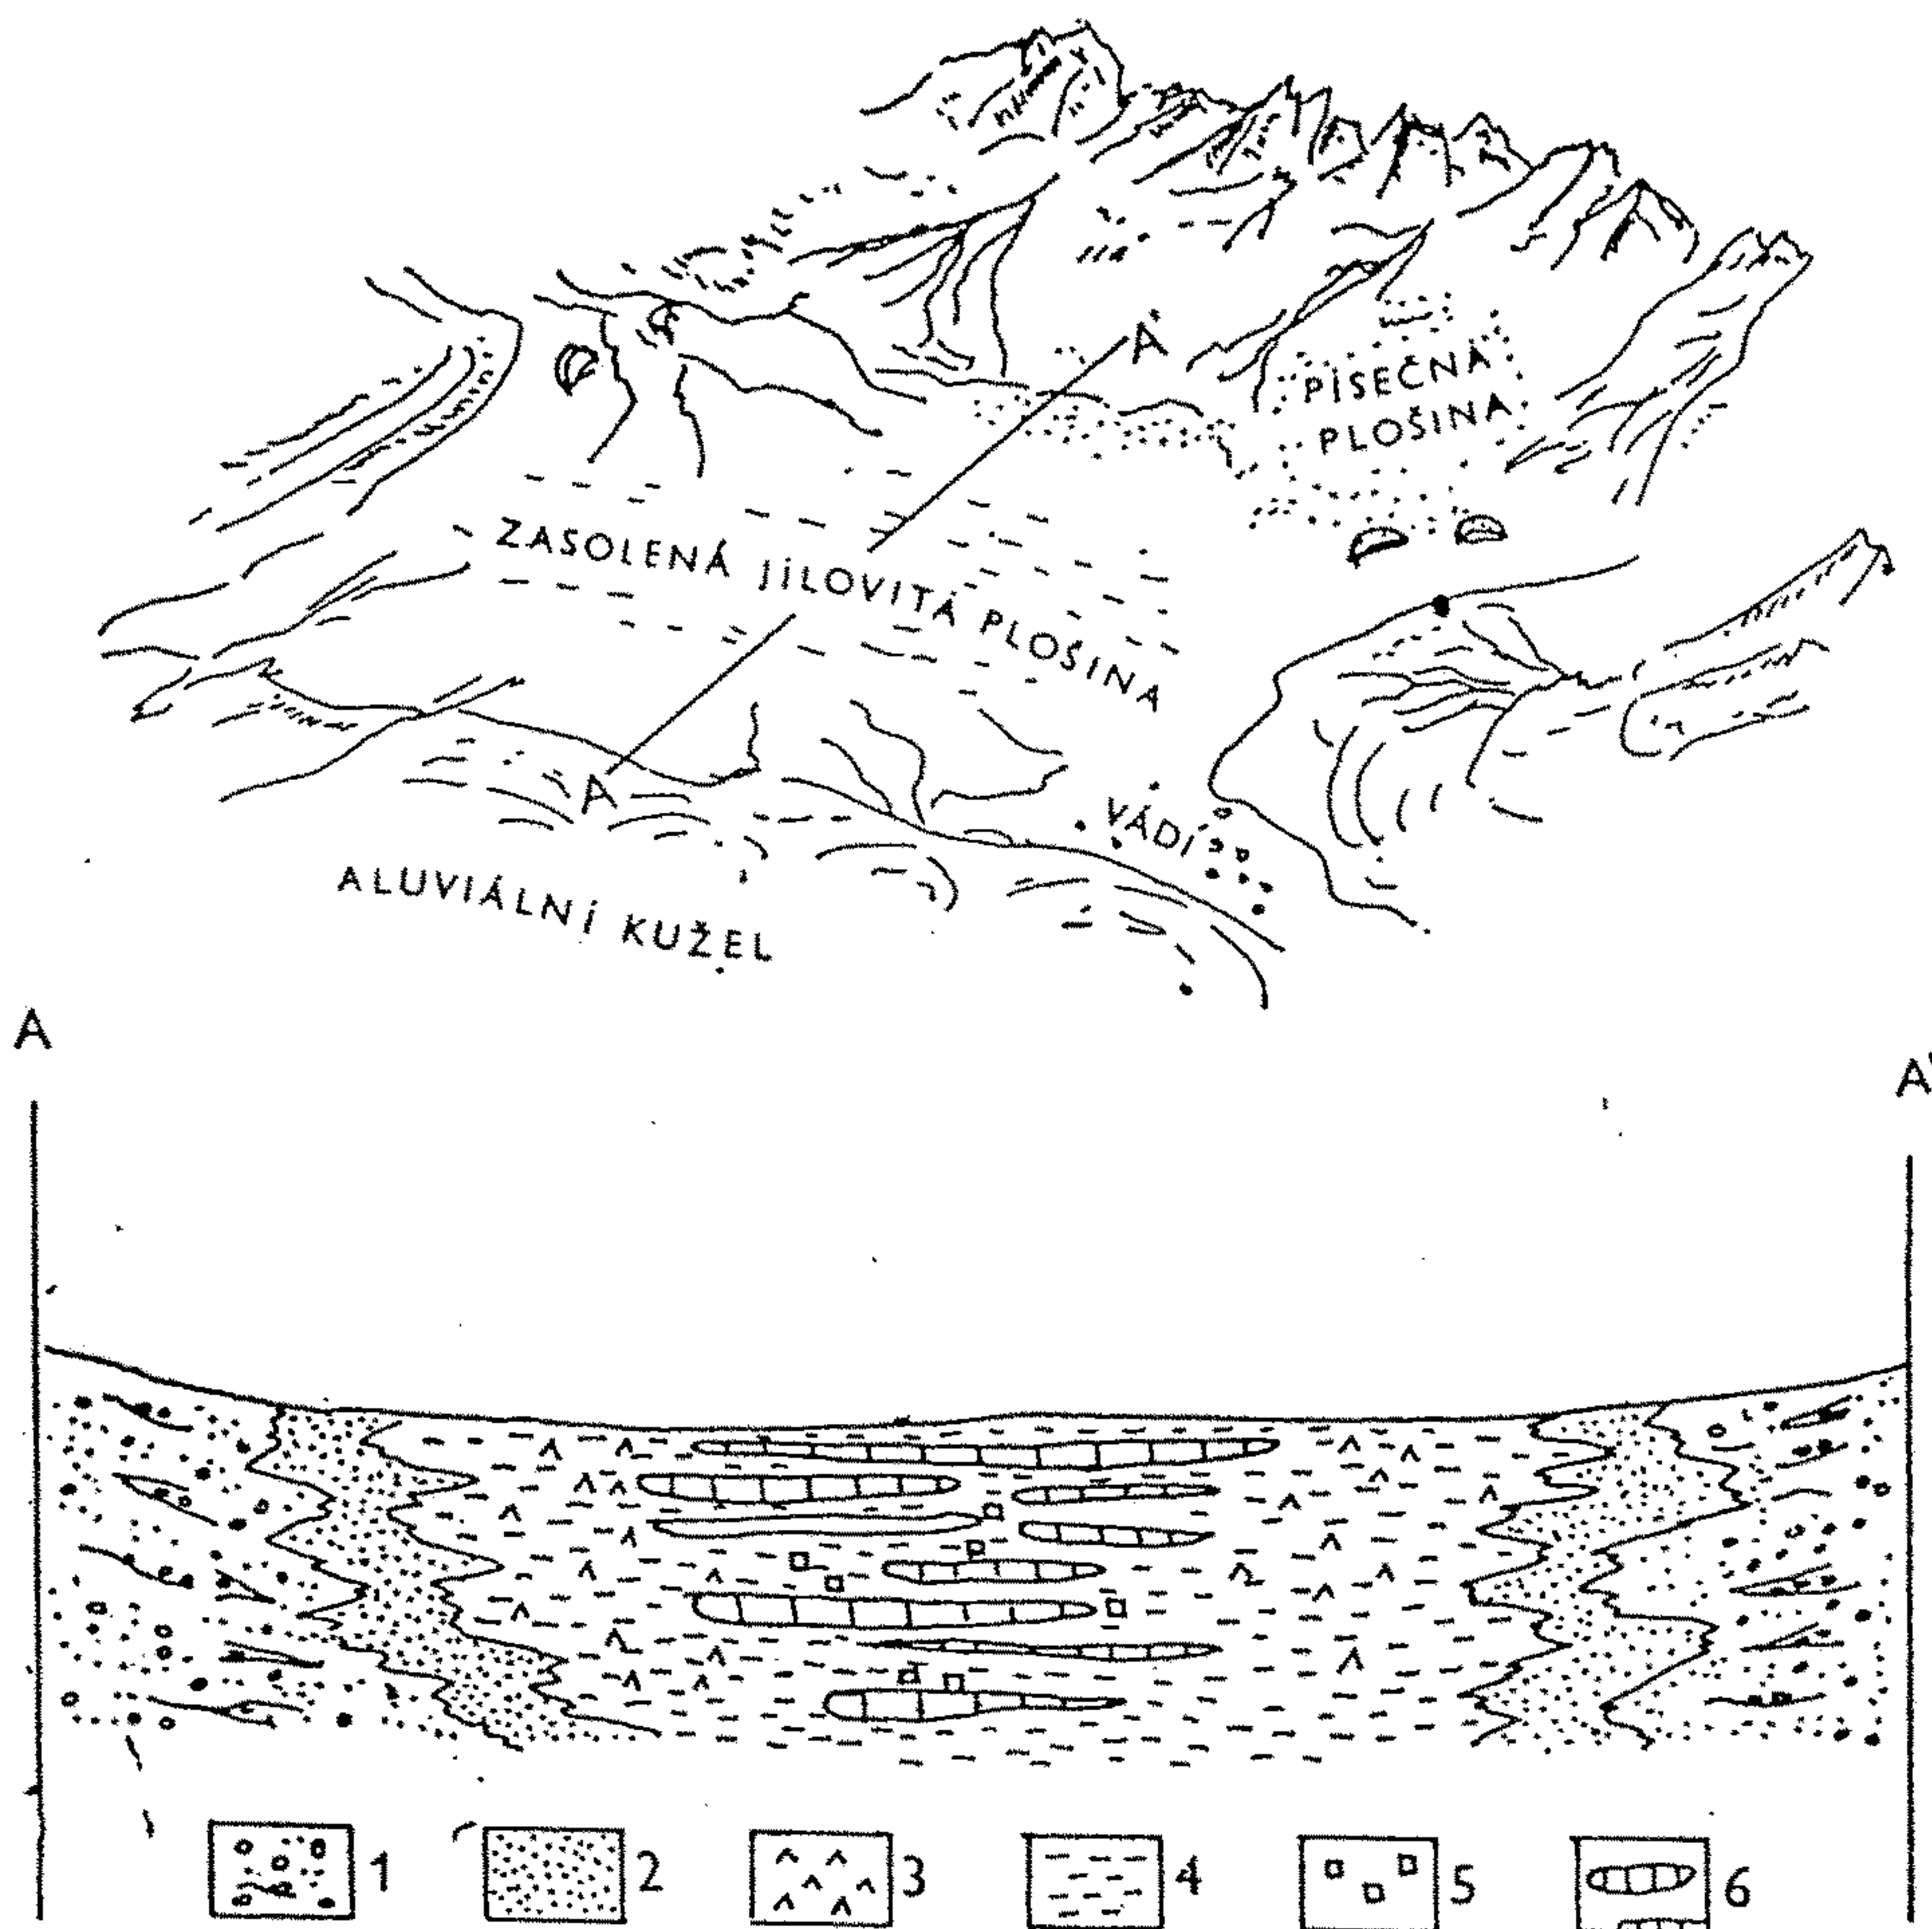 A'
PÍSEČNÁ
PLOŠINA
ZASOLENÁ JÍLOVITÁ PLOŠINA
A
VÁDÍ
ALUVIÁLNÍ KUŽEL
A
A'
1
2
3
4
5
6